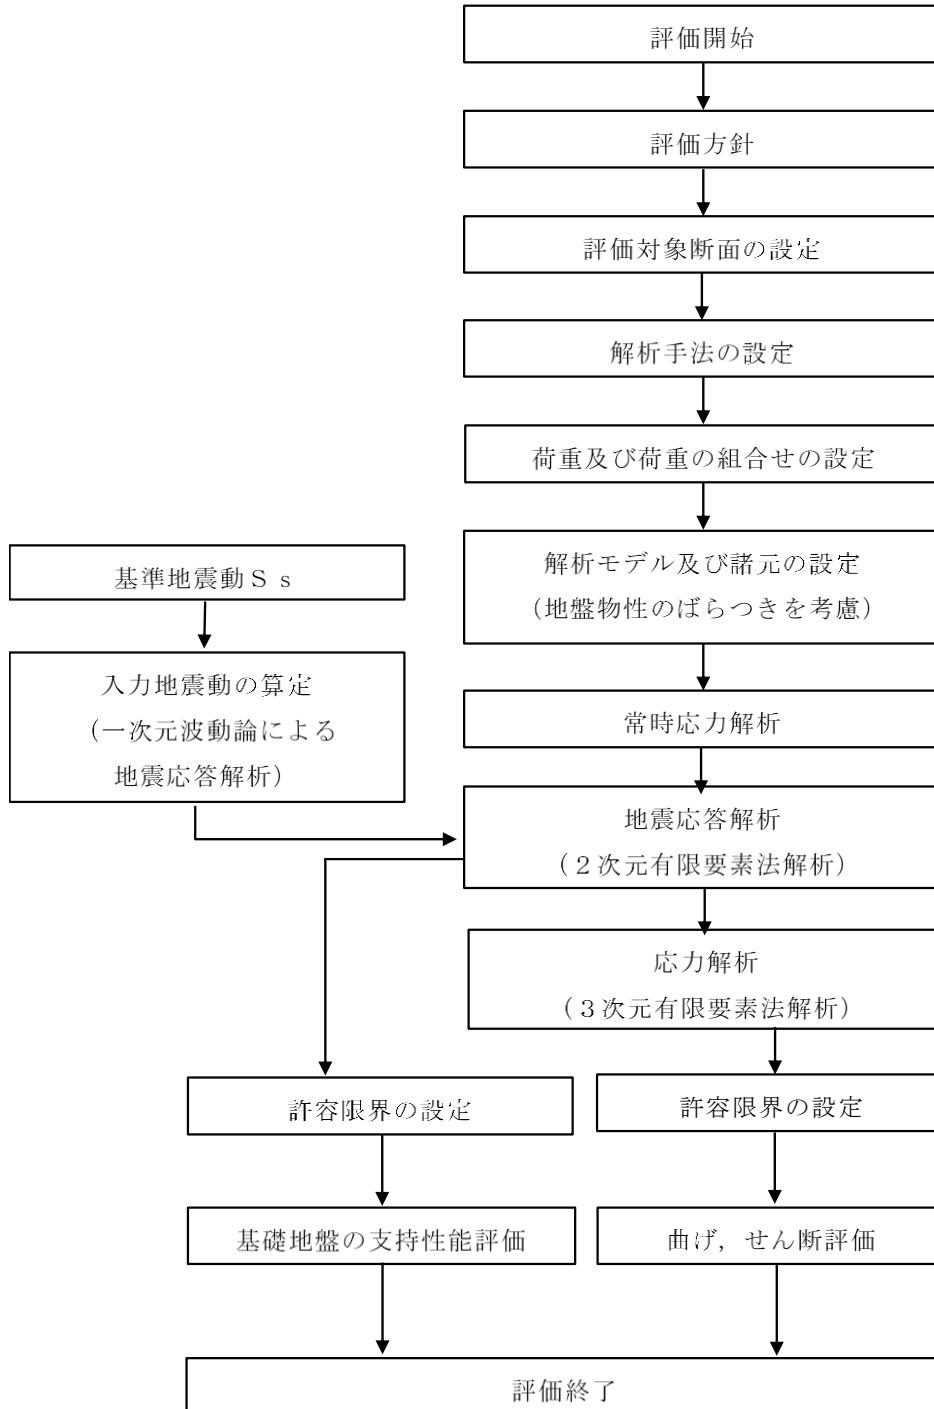 評価開始
評価方針
評価対象断面の設定
解析手法の設定
荷重及び荷重の組合せの設定
解析モデル及び諸元の設定
(地盤物性のばらつきを考慮)
基準地震動Ｓｓ
入力地震動の算定
(一次元波動論による
地震応答解析)
常時応力解析
地震応答解析
(２次元有限要素法解析)
応力解析
(３次元有限要素法解析)
許容限界の設定
許容限界の設定
基礎地盤の支持性能評価
曲げ，せん断評価
評価終了